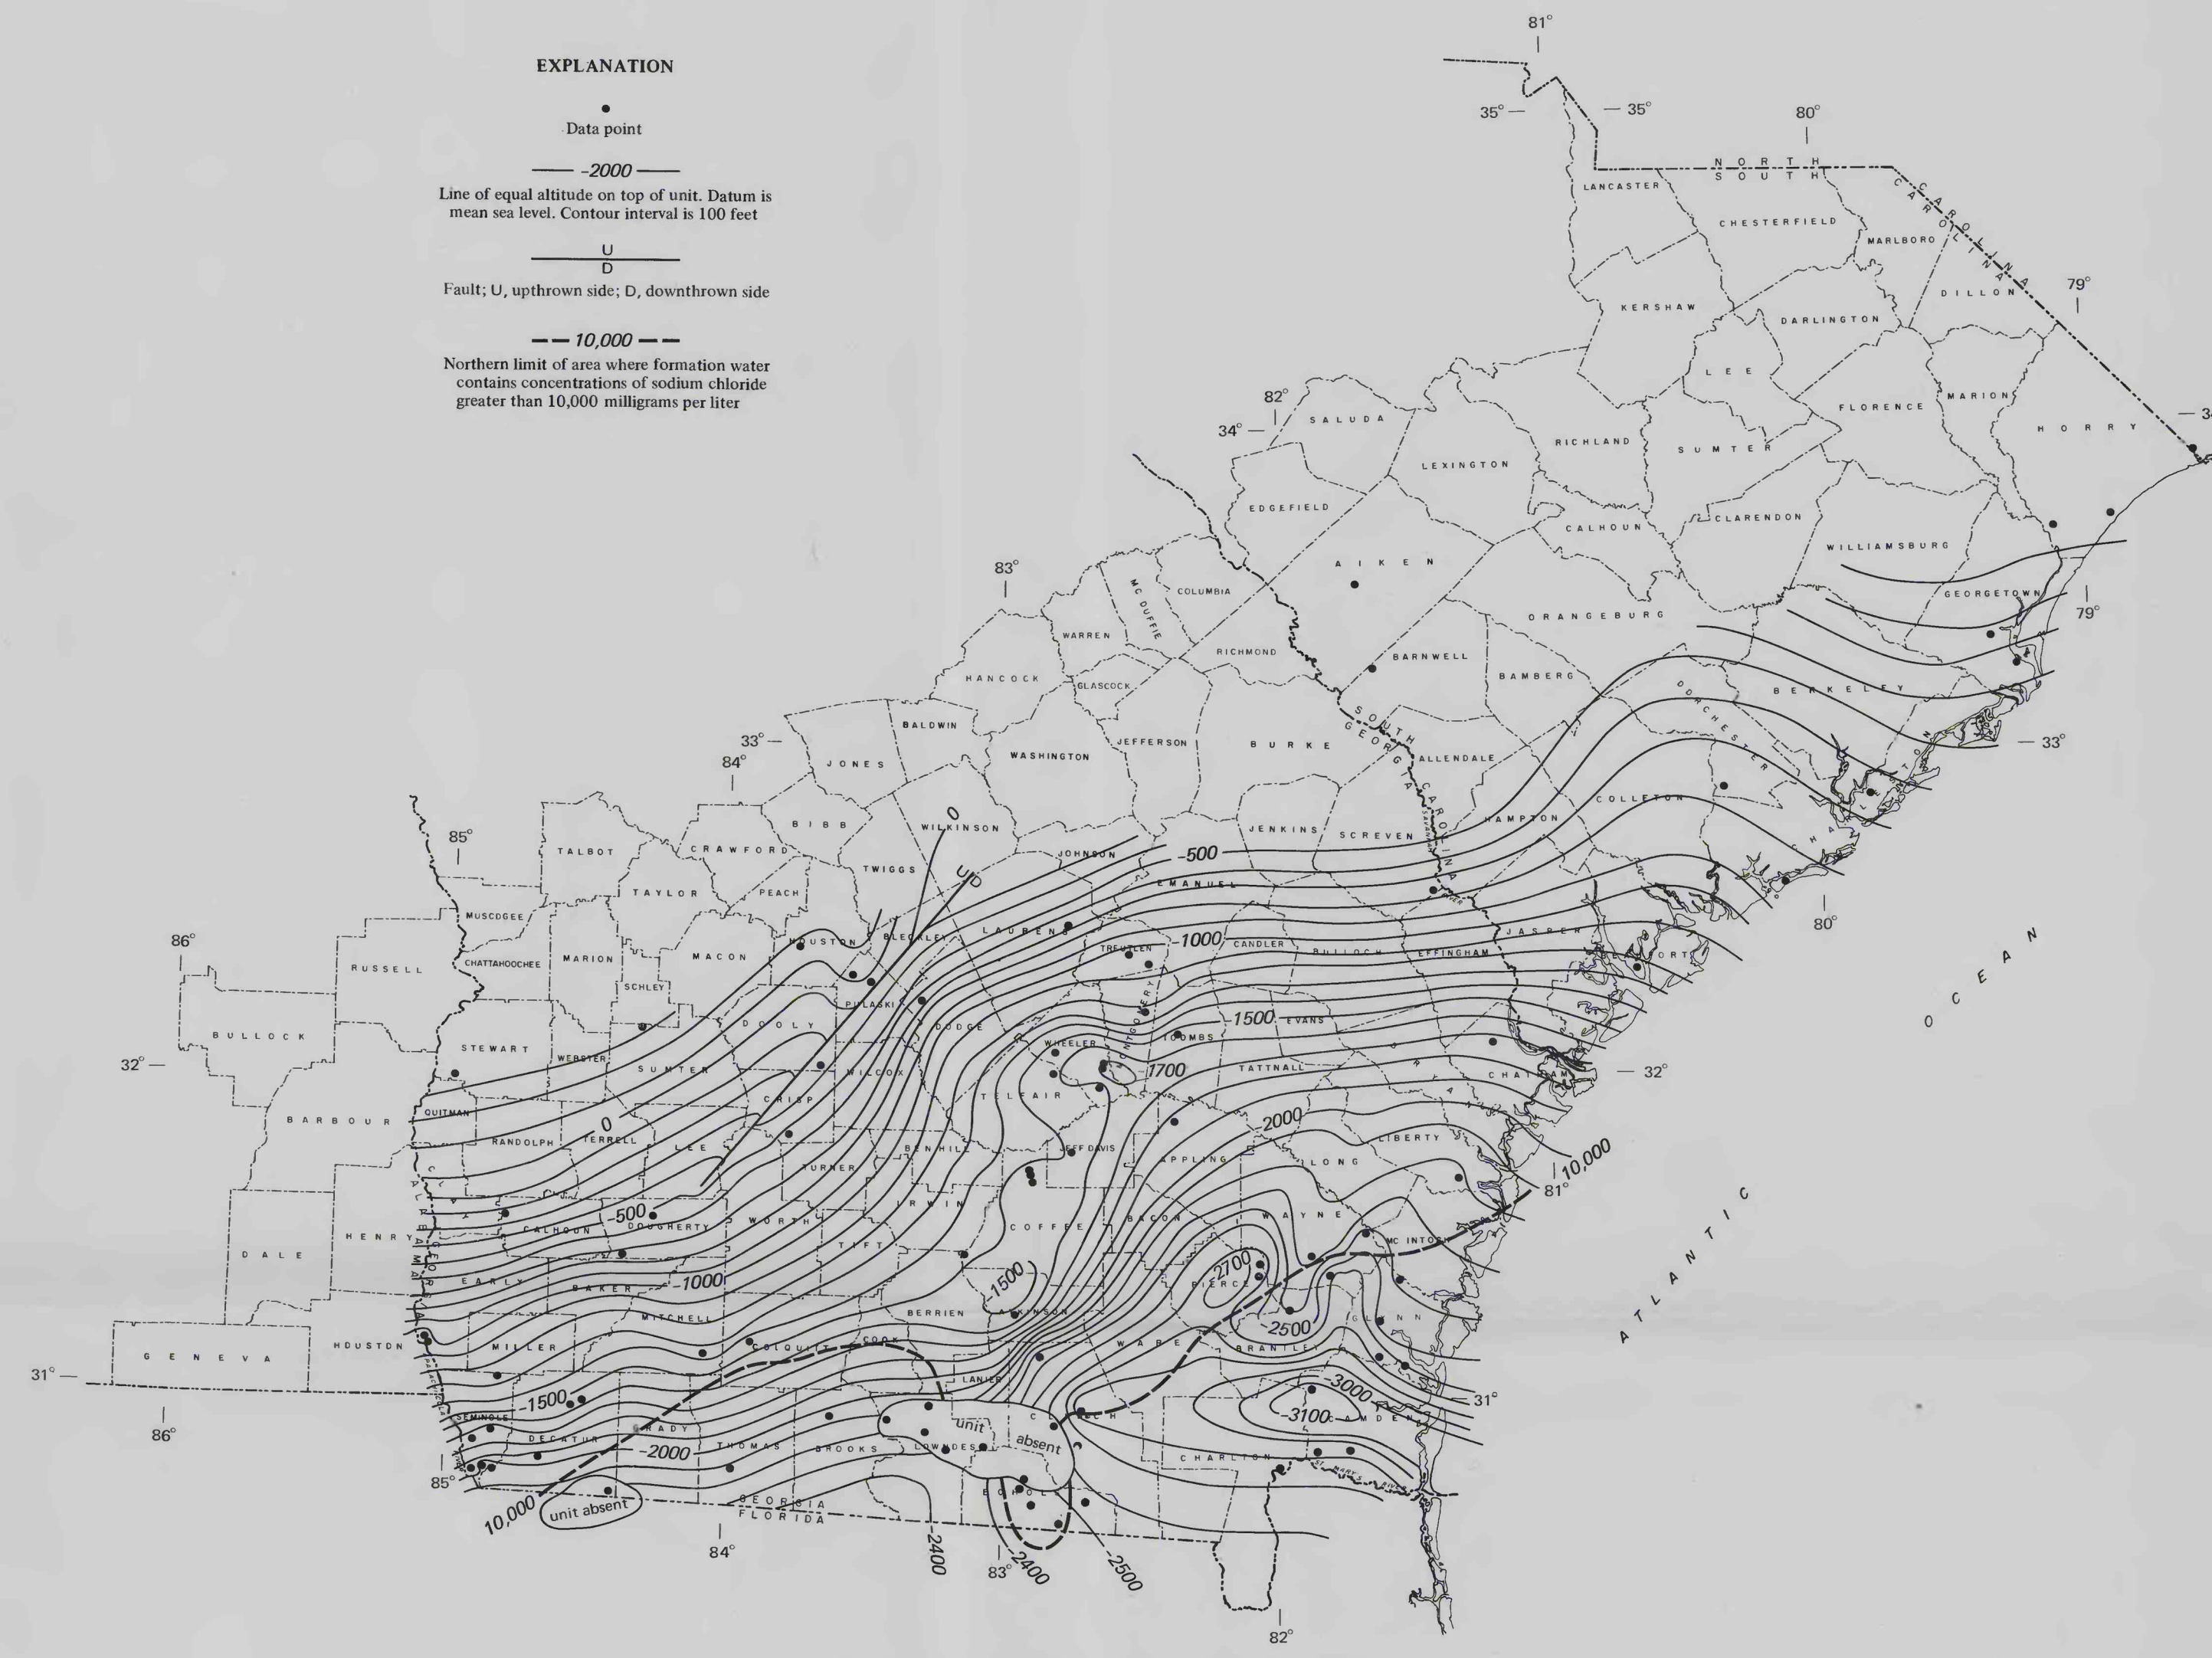 EXPLANATION
Data point
-2000
Line of equal altitude on top of unit. Datum is
mean sea level. Contour interval is 100 feet
U
D
Fault; U, upthrown side; D, downthrown side
10,000
Northern limit of area where formation water
contains concentrations of sodium chloride
greater than 10,000 milligrams per liter
81°
35°
35°
80°
NORTH
SOUTH
CAROLINA
CAROLINA
LANCASTER
CHESTERFIELD
MARLBORO
DILLON
79°
KERSHAW
DARLINGTON
LEE
FLORENCE
MARION
HORRY
82°
34°
SALUDA
LEXINGTON
RICHLAND
SUMTER
EDGEFIELD
CALHOUN
CLARENDON
WILLIAMSBURG
AIKEN
83°
MC DUFFIE
COLUMBIA
GEORGETOWN
79°
ORANGEBURG
WARREN
RICHMOND
BARNWELL
BAMBERG
HANCOCK
GLASCOCK
DORCHESTER
BERKELEY
SOUTH
GEORGIA
CAROLINA
33°
84°
BALDWIN
JONES
WASHINGTON
JEFFERSON
BURKE
ALLENDALE
33°
COLLETON
85°
TALBOT
CRAWFORD
BIBB
WILKINSON
0
JENKINS
SCREVEN
HAMPTON
JOHNSON
-500
TWIGGS
U
D
TAYLOR
PEACH
EMANUEL
MUSCOGEE
80°
86°
RUSSELL
CHATTAHOOCHEE
MARION
MACON
HOUSTON
BLECKLEY
LAURENS
TREUTLEN
-1000
CANDLER
BULLOCH
EFFINGHAM
JASPER
BEAUFORT
SCHLEY
PULASKI
MONTGOMERY
BULLOCK
STEWART
WEBSTER
DOOLY
DODGE
-1500
EVANS
WHEELER
TOOMBS
32°
SUMTER
WILCOX
-1700
TATTNALL
BRYAN
CHATHAM
32°
BARBOUR
QUITMAN
RANDOLPH
0
TERRELL
LEE
CRISP
TELFAIR
2000
LIBERTY
TURNER
BEN HILL
JEFF DAVIS
APPLING
LONG
10,000
81°
CLAY
ALABAMA
GEORGIA
HENRY
DALE
CALHOUN
-500
DOUGHERTY
WORTH
IRWIN
COFFEE
BACON
WAYNE
MC INTOSH
TIFT
EARLY
BAKER
-1000
-1500
2700
PIERCE
MITCHELL
BERRIEN
ATKINSON
-2500
GLYNN
GENEVA
HOUSTON
MILLER
COLQUITT
COOK
WARE
BRANTLEY
31°
LANIER
-3000
31°
-1500
SEMINOLE
-3100
CAMDEN
86°
DECATUR
GRADY
-2000
THOMAS
BROOKS
LOWNDES
unit
absent
CLINCH
CHARLTON
ST. MARYS RIVER
85°
ECHOLS
10,000
unit absent
GEORGIA
FLORIDA
84°
-2400
83°
-2400
-2500
82°
ATLANTIC
OCEAN